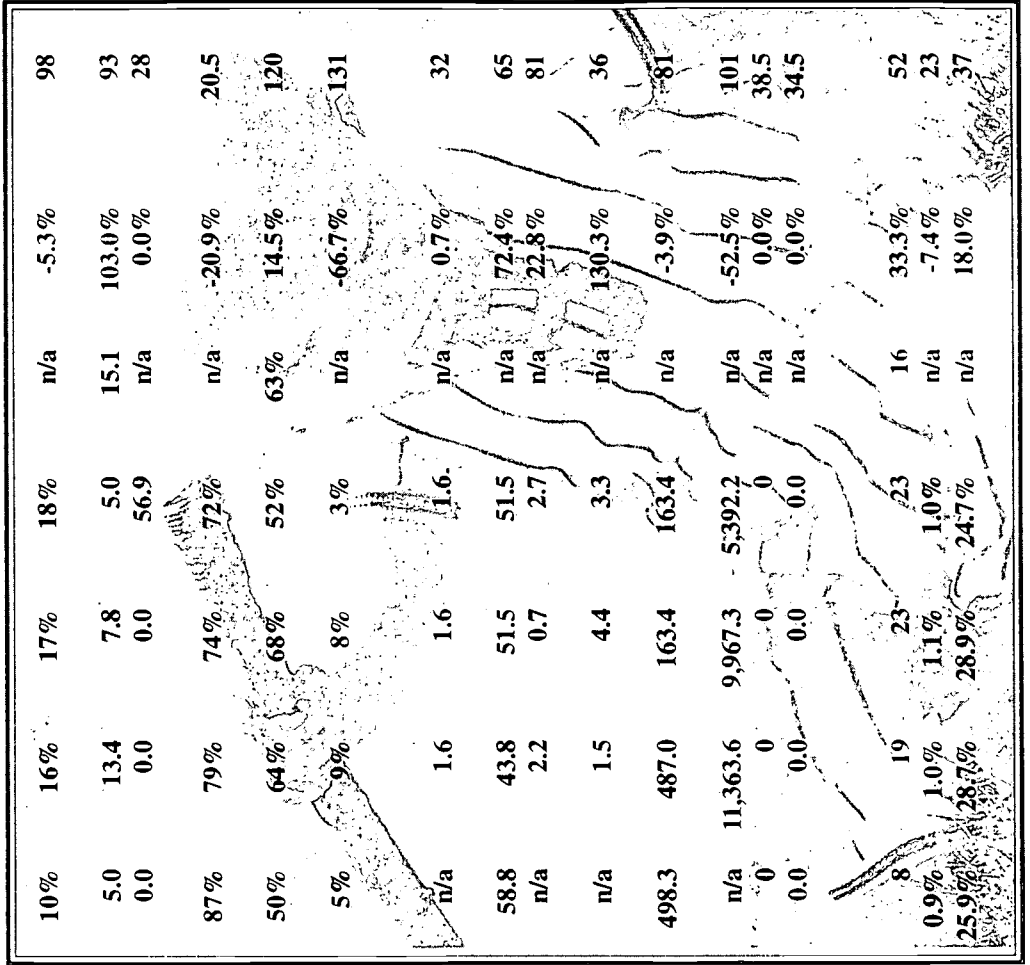 10% 16% 17% 18% n/a -5.3% 98
5.0 13.4 7.8 5.0 15.1 103.0% 93
0.0 0.0 0.0 56.9 n/a 0.0% 28
87% 79% 74% 72% n/a -20.9% 20.5
50% 64% 68% 52% 63% 14.5% 120
5% 9% 8% 3% n/a -66.7% 131
n/a 1.6 1.6 1.6 n/a 0.7% 32
58.8 43.8 51.5 51.5 n/a 72.4% 65
n/a 2.2 0.7 2.7 n/a 22.8% 81
n/a 1.5 4.4 3.3 n/a 130.3% 36
498.3 487.0 163.4 163.4 n/a -3.9% 81
n/a 11,363.6 9,967.3 5,392.2 n/a -52.5% 101
0 0 0 0 n/a 0.0% 38.5
0.0 0.0 0.0 0.0 n/a 0.0% 34.5
8 19 23 23 16 33.3% 52
0.9% 1.0% 1.1% 1.0% n/a -7.4% 23
25.9% 28.7% 28.9% 24.7% n/a 18.0% 37